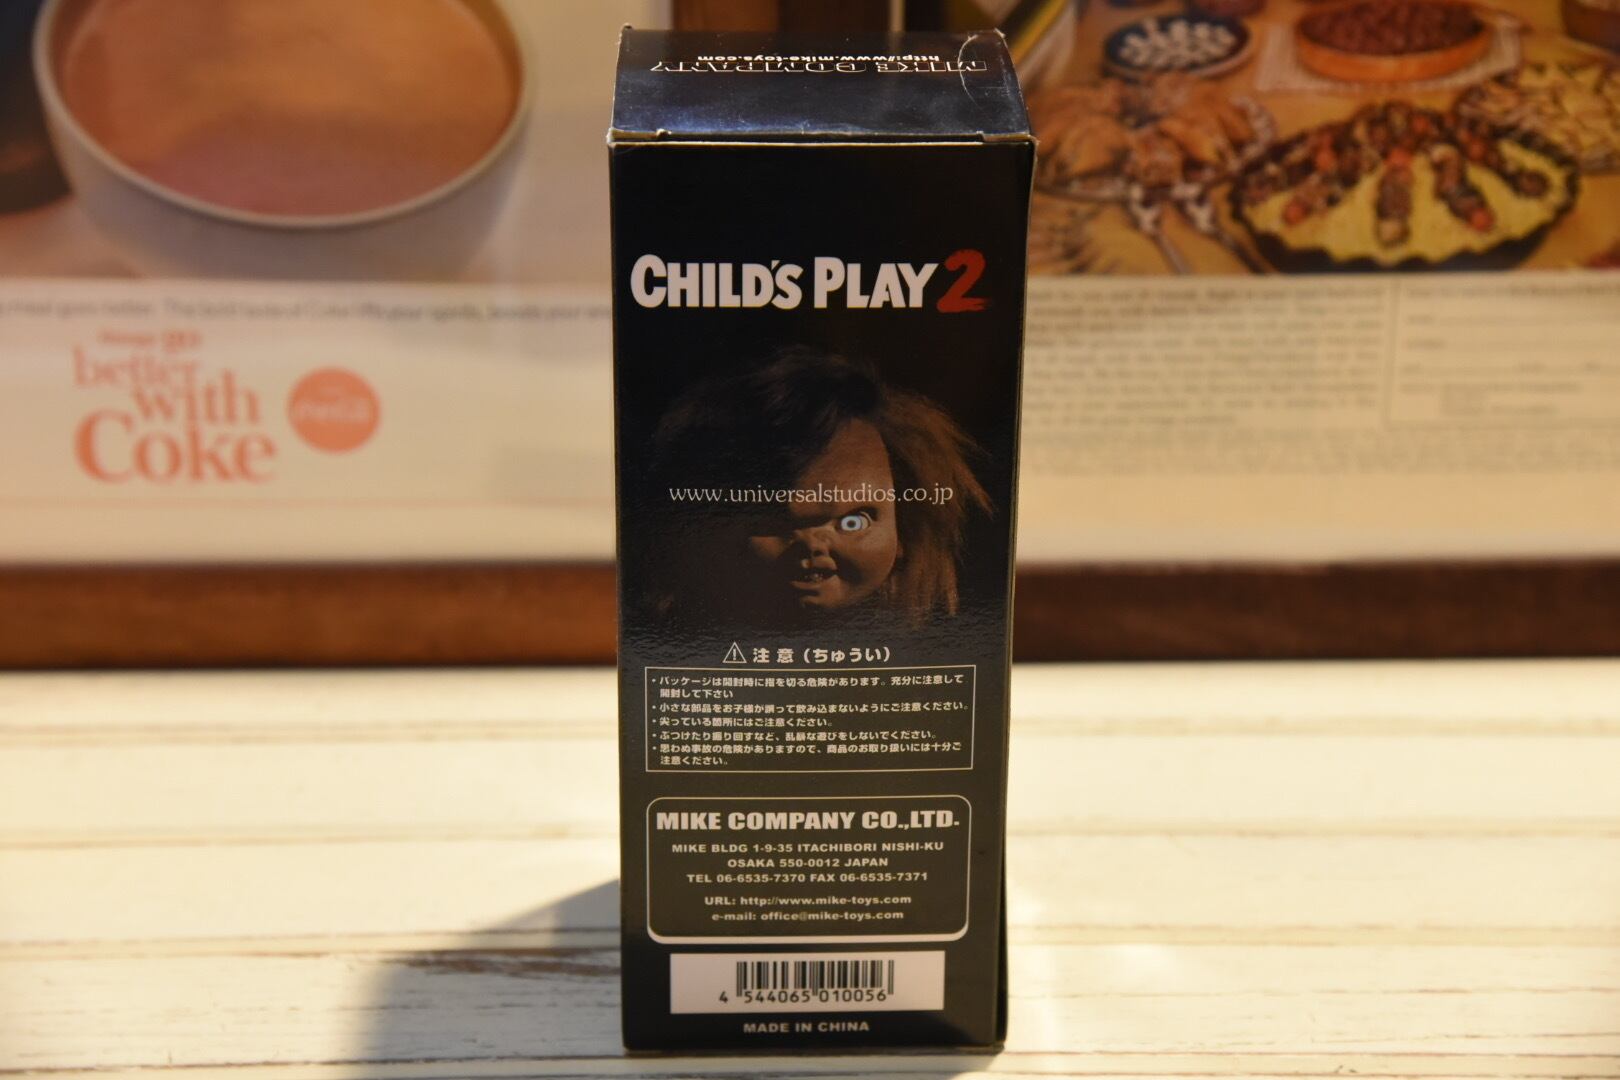 http://www.mike-toys.com
MIKE COMPANY
CHILD'S PLAY 2
www.universalstudios.co.jp
注意(ちゅうい)
・パッケージは開封時に指を切る危険があります。充分に注意して
開封して下さい
・小さな部品をお子様が誤って飲み込まないようにご注意ください。
・尖っている箇所にはご注意ください。
・ぶつけたり振り回すなど、乱暴な遊びをしないでください。
・思わぬ事故の危険がありますので、商品のお取り扱いには十分ご
注意ください。
MIKE COMPANY CO.,LTD.
MIKE BLDG 1-9-35 ITACHIBORI NISHI-KU
OSAKA 550-0012 JAPAN
TEL 06-6535-7370 FAX 06-6535-7371
URL: http://www.mike-toys.com
e-mail: office@mike-toys.com
4 544065 010056
MADE IN CHINA
things go
better
with
Coke